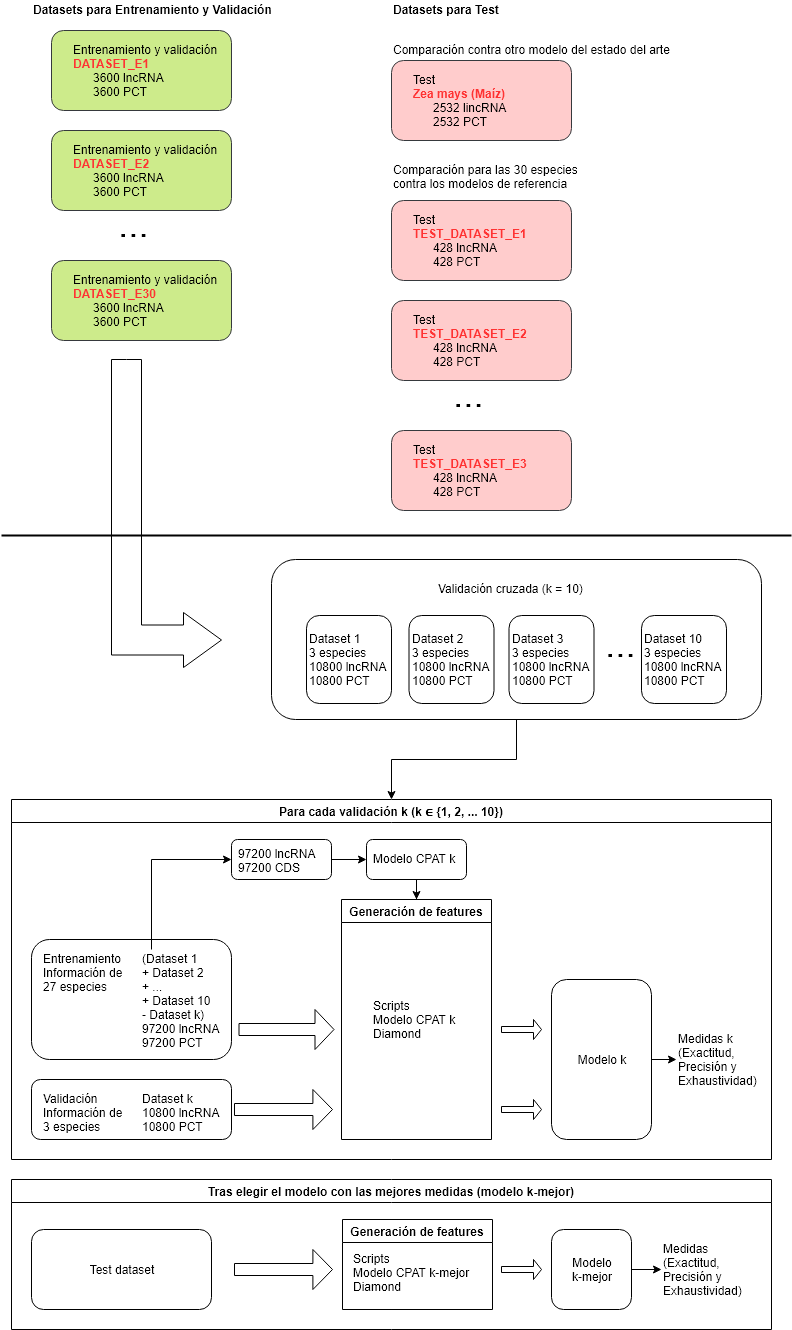 Datasets para Entrenamiento y Validación
Entrenamiento y validación
DATASET_E1
3600 lncRNA
3600 PCT
Entrenamiento y validación
DATASET_E2
3600 lncRNA
3600 PCT
...
Entrenamiento y validación
DATASET_E30
3600 lncRNA
3600 PCT
Datasets para Test
Comparación contra otro modelo del estado del arte
Test
Zea mays (Maíz)
2532 lincRNA
2532 PCT
Comparación para las 30 especies
contra los modelos de referencia
Test
TEST_DATASET_E1
428 lncRNA
428 PCT
Test
TEST_DATASET_E2
428 lncRNA
428 PCT
...
Test
TEST_DATASET_E3
428 lncRNA
428 PCT
Validación cruzada (k = 10)
Dataset 1
3 especies
10800 lncRNA
10800 PCT
Dataset 2
3 especies
10800 lncRNA
10800 PCT
Dataset 3
3 especies
10800 lncRNA
10800 PCT
...
Dataset 10
3 especies
10800 lncRNA
10800 PCT
Para cada validación k (k ∈ {1, 2, ... 10})
97200 lncRNA
97200 CDS
Modelo CPAT k
Entrenamiento
Información de
27 especies
(Dataset 1
+ Dataset 2
+ ...
+ Dataset 10
- Dataset k)
97200 lncRNA
97200 PCT
Validación
Información de
3 especies
Dataset k
10800 lncRNA
10800 PCT
Generación de features
Scripts
Modelo CPAT k
Diamond
Modelo k
Medidas k
(Exactitud,
Precisión y
Exhaustividad)
Tras elegir el modelo con las mejores medidas (modelo k-mejor)
Test dataset
Generación de features
Scripts
Modelo CPAT k-mejor
Diamond
Modelo
k-mejor
Medidas
(Exactitud,
Precisión y
Exhaustividad)